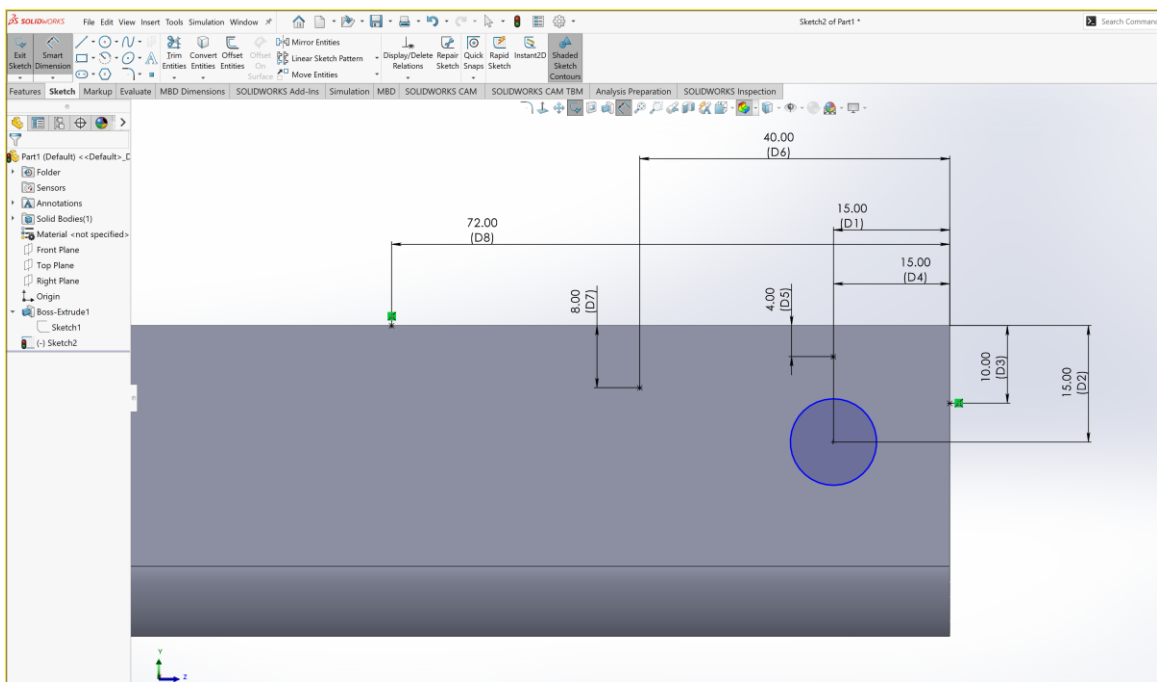 SOLIDWORKS File Edit View Insert Tools Simulation Window Sketch2 of Part1 * Search Command
Exit Sketch Smart Dimension Trim Entities Convert Entities Offset Entities Offset On Surface Mirror Entities Linear Sketch Pattern Move Entities Display/Delete Relations Repair Sketch Quick Snaps Rapid Sketch Instant2D Shaded Sketch Contours
Features Sketch Markup Evaluate MBD Dimensions SOLIDWORKS Add-Ins Simulation MBD SOLIDWORKS CAM SOLIDWORKS CAM TBM Analysis Preparation SOLIDWORKS Inspection
Part1 (Default) <<Default>_D
Folder
Sensors
Annotations
Solid Bodies(1)
Material <not specified>
Front Plane
Top Plane
Right Plane
Origin
Boss-Extrude1
Sketch1
(-) Sketch2
40.00
(D6)
15.00
(D1)
72.00
(D8)
15.00
(D4)
8.00
(D7)
4.00
(D5)
10.00
(D3)
15.00
(D2)
Y
Z